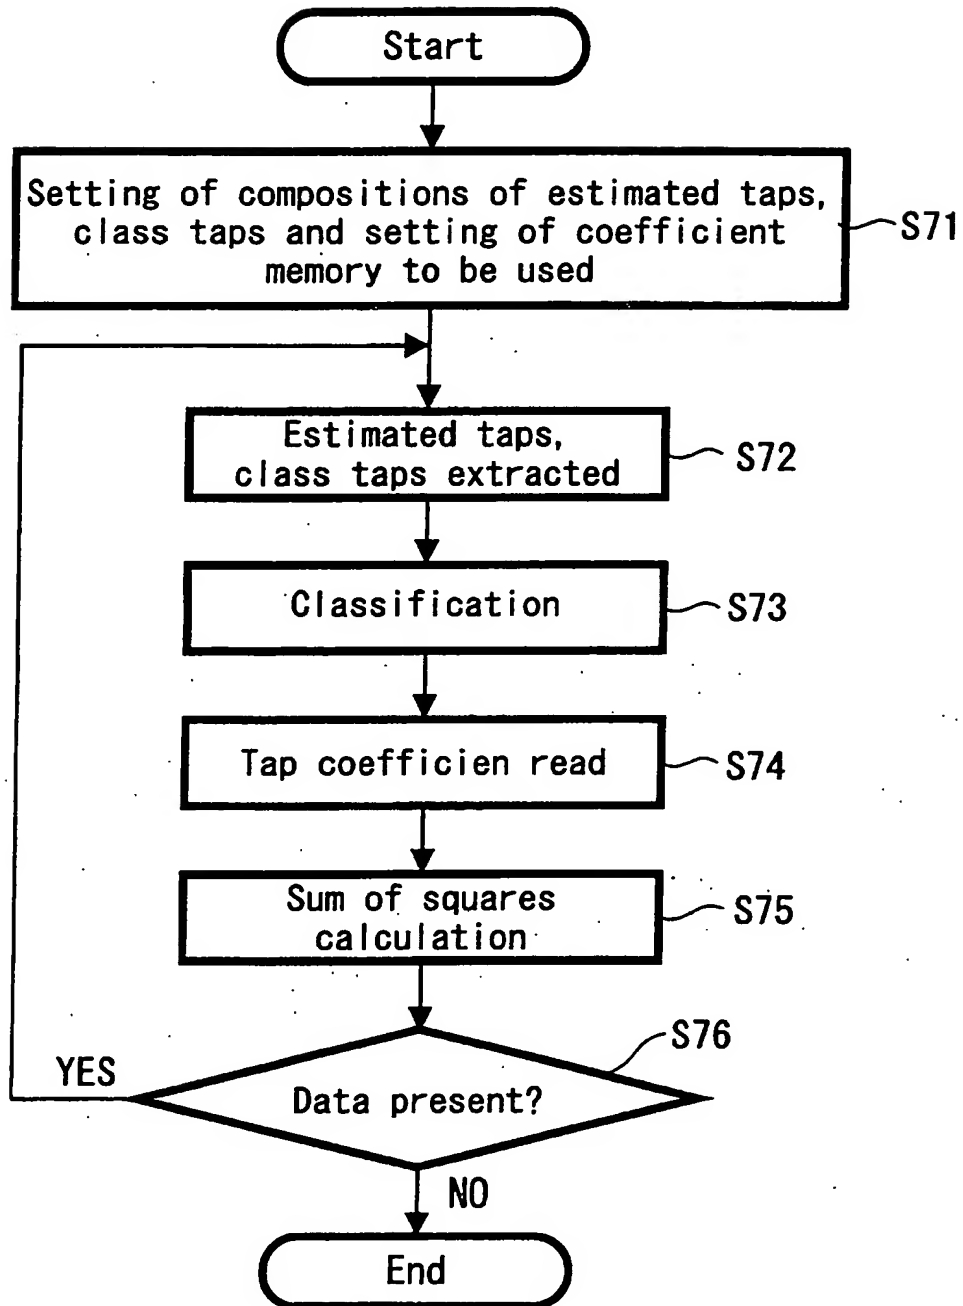 Start
Setting of compositions of estimated taps,
class taps and setting of coefficient
memory to be used
S71
Estimated taps,
class taps extracted
S72
Classification
S73
Tap coefficien read
S74
Sum of squares
calculation
S75
S76
YES
Data present?
NO
End